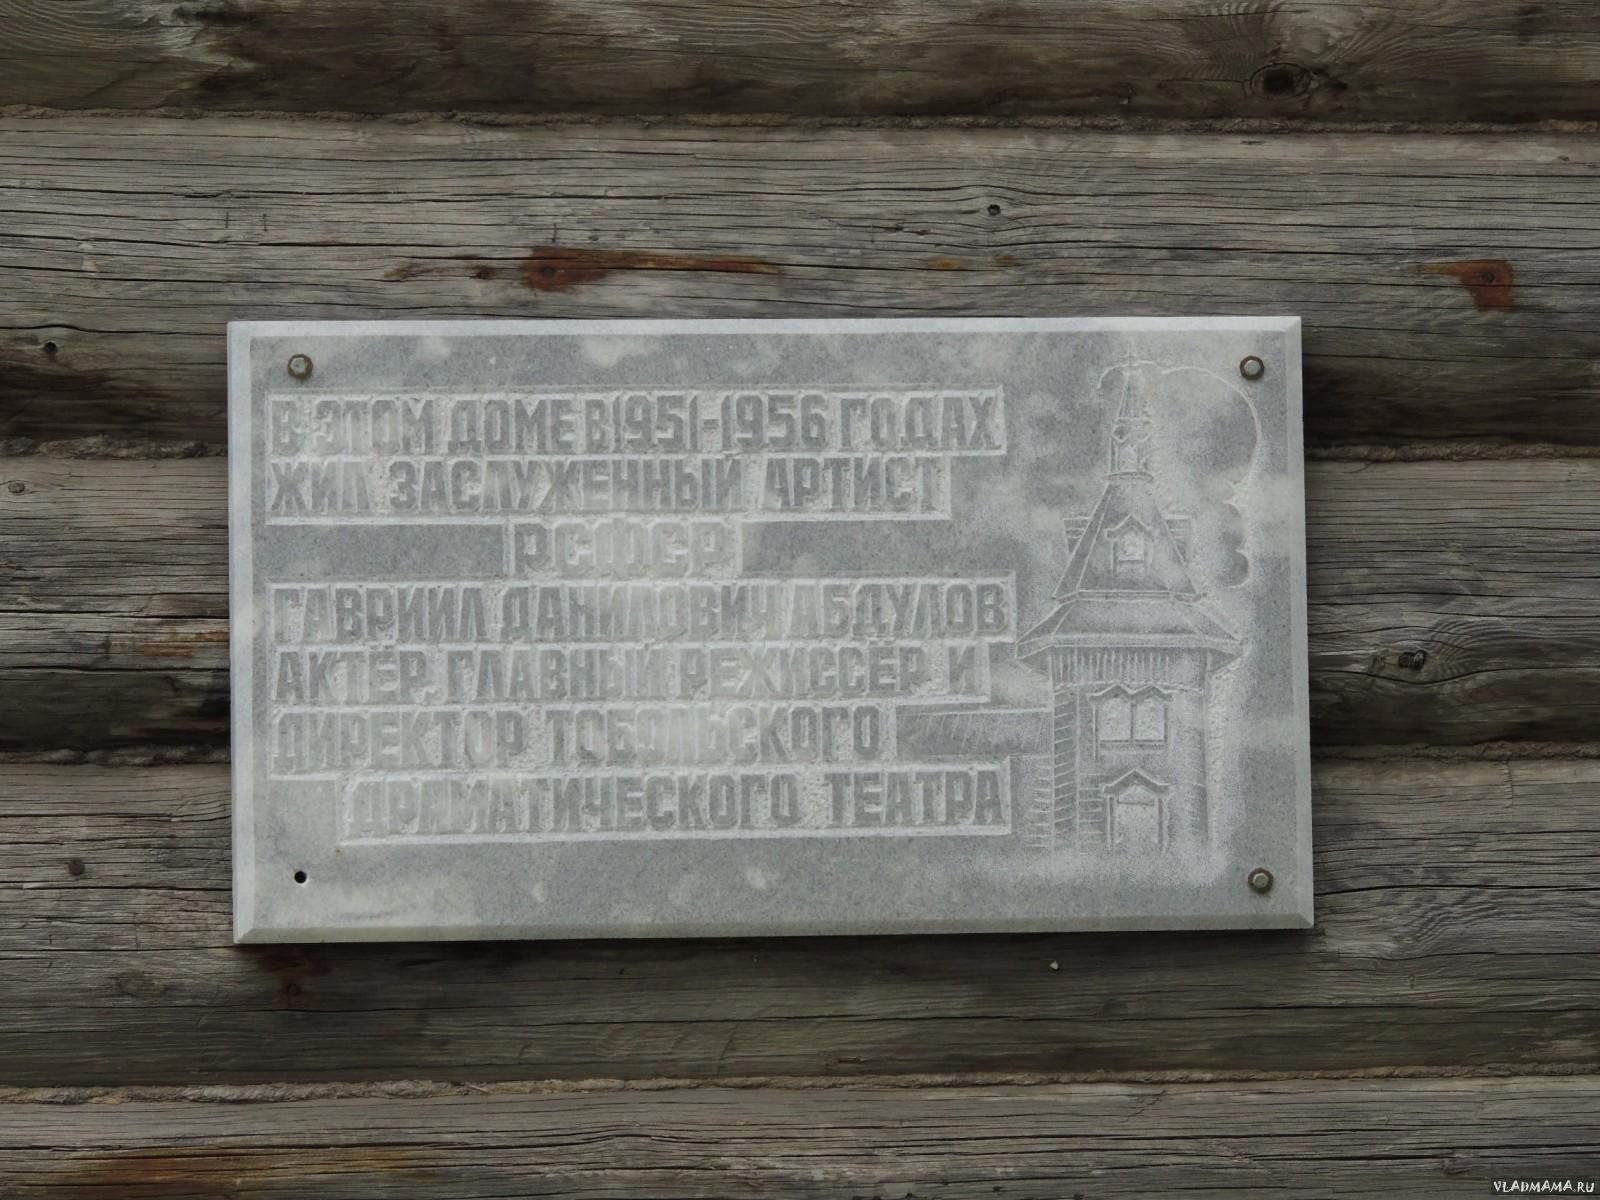 В ЭТОМ ДОМЕ В 1951-1956 ГОДАХ
ЖИЛ ЗАСЛУЖЕННЫЙ АРТИСТ
РСФСР
ГАВРИИЛ ДАНИЛОВИЧ АБДУЛОВ
АКТЁР, ГЛАВНЫЙ РЕЖИССЁР И
ДИРЕКТОР ТОБОЛЬСКОГО
ДРАМАТИЧЕСКОГО ТЕАТРА
VLADMAMA.RU